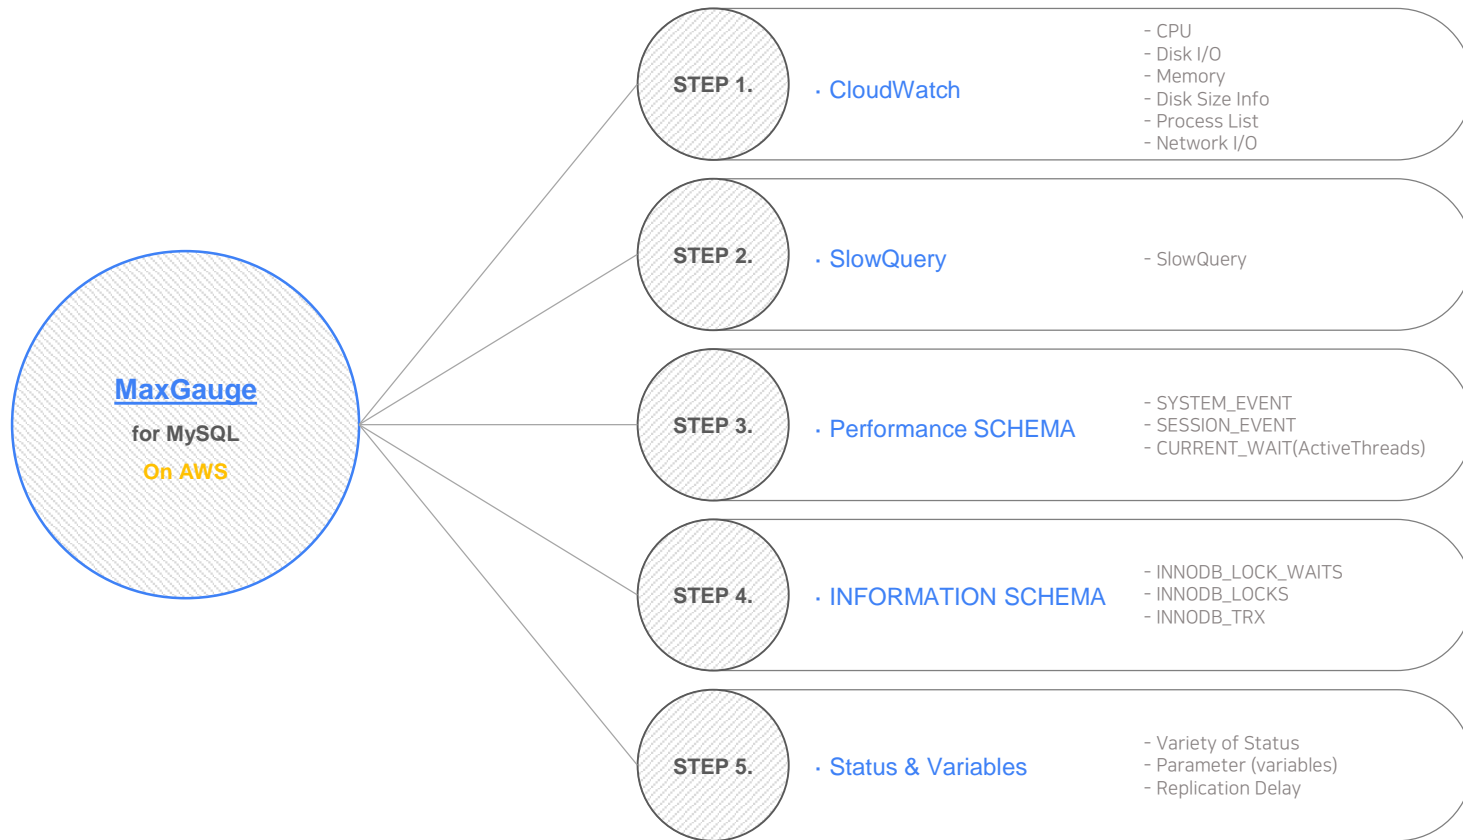 MaxGauge
for MySQL
On AWS
STEP 1.
· CloudWatch
- CPU
- Disk I/O
- Memory
- Disk Size Info
- Process List
- Network I/O
STEP 2.
· SlowQuery
- SlowQuery
STEP 3.
· Performance SCHEMA
- SYSTEM_EVENT
- SESSION_EVENT
- CURRENT_WAIT(ActiveThreads)
STEP 4.
· INFORMATION SCHEMA
- INNODB_LOCK_WAITS
- INNODB_LOCKS
- INNODB_TRX
STEP 5.
· Status & Variables
- Variety of Status
- Parameter (variables)
- Replication Delay